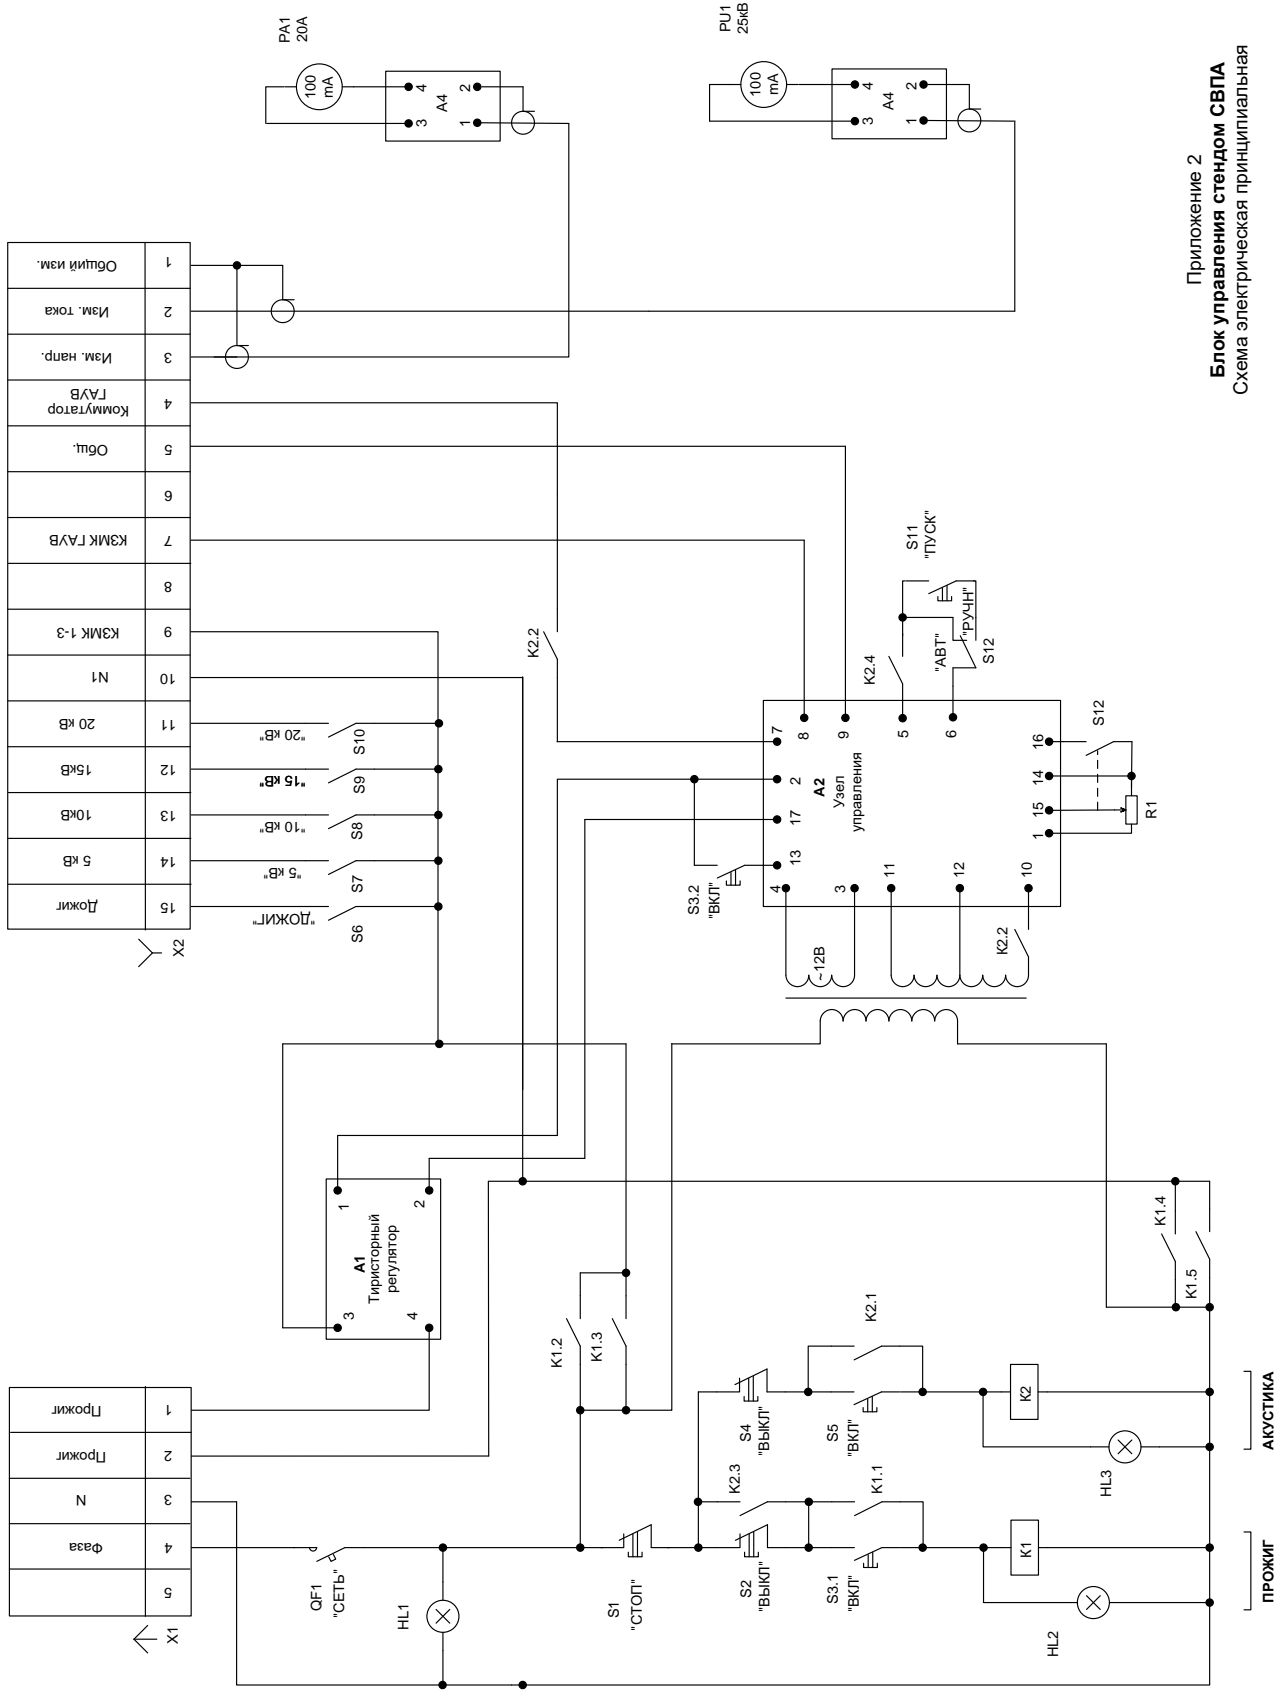 Приложение 2
Блок управления стендом СВПА
Схема электрическая принципиальная
X1
1 Прожиг
2 Прожиг
3 N
4 Фаза
5
X2
1 Общий изм.
2 Изм. тока
3 Изм. напр.
4 Коммутатор
ГАУВ
5 Общ.
6
7 КЗМК ГАУВ
8
9 КЗМК 1-3
10 N1
11 20 кВ
12 15кВ
13 10кВ
14 5 кВ
15 Дожиг
PA1
20А
100
mA
4
3
A4
2
1
PU1
25кВ
100
mA
4
3
A4
2
1
"20 кВ"
S10
"15 кВ"
S9
"10 кВ"
S8
"5 кВ"
S7
"ДОЖИГ"
S6
K2.2
S11
"ПУСК"
K2.4
"АВТ"
"РУЧН"
S12
A2
Узел
управления
7
8
9
5
6
2
17
13
4
3
11
12
10
16
14
15
1
S12
R1
S3.2
"ВКЛ"
~12В
K2.2
A1
Тиристорный
регулятор
1
2
3
4
K1.2
K1.3
K1.4
K1.5
QF1
"СЕТЬ"
HL1
S1
"СТОП"
S4
"ВЫКЛ"
S5
"ВКЛ"
K2.1
K2.3
K1.1
S2
"ВЫКЛ"
S3.1
"ВКЛ"
K2
HL3
K1
HL2
АКУСТИКА
ПРОЖИГ